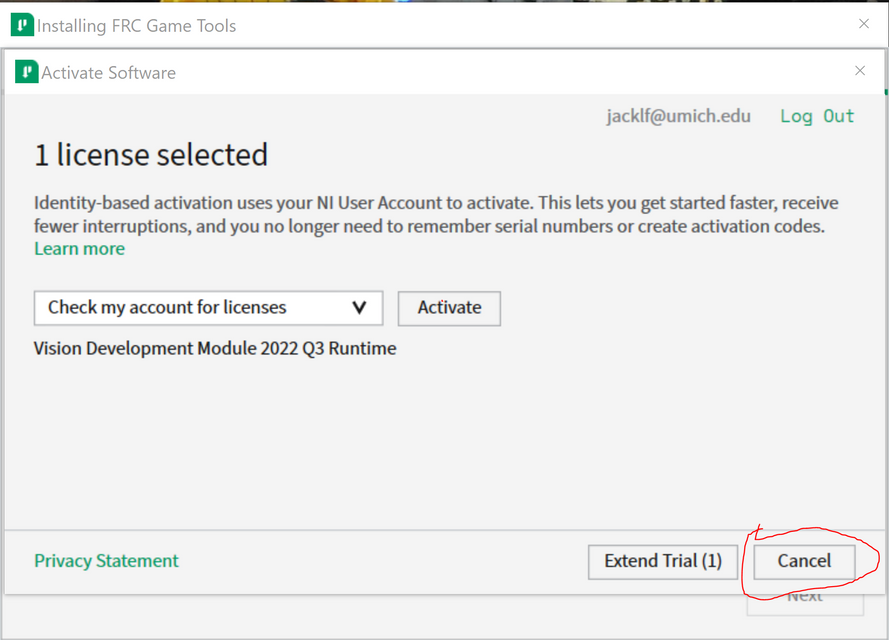 Installing FRC Game Tools
Activate Software
jacklf@umich.edu Log Out
1 license selected
Identity-based activation uses your NI User Account to activate. This lets you get started faster, receive
fewer interruptions, and you no longer need to remember serial numbers or create activation codes.
Learn more
Check my account for licenses Activate
Vision Development Module 2022 Q3 Runtime
Privacy Statement Extend Trial (1) Cancel
Next